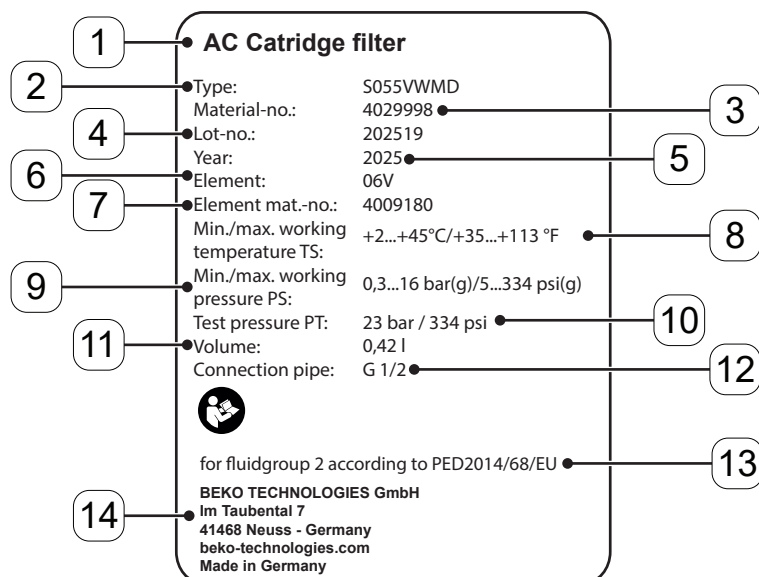 1 AC Catridge filter
2 Type: S055VWMD
Material-no.: 4029998 3
4 Lot-no.: 202519
Year: 2025 5
6 Element: 06V
7 Element mat.-no.: 4009180
Min./max. working
temperature TS: +2...+45°C/+35...+113 °F 8
9 Min./max. working
pressure PS: 0,3...16 bar(g)/5...334 psi(g)
Test pressure PT: 23 bar / 334 psi 10
11 Volume: 0,42 l
Connection pipe: G 1/2 12
for fluidgroup 2 according to PED2014/68/EU 13
BEKO TECHNOLOGIES GmbH
14 Im Taubental 7
41468 Neuss - Germany
beko-technologies.com
Made in Germany